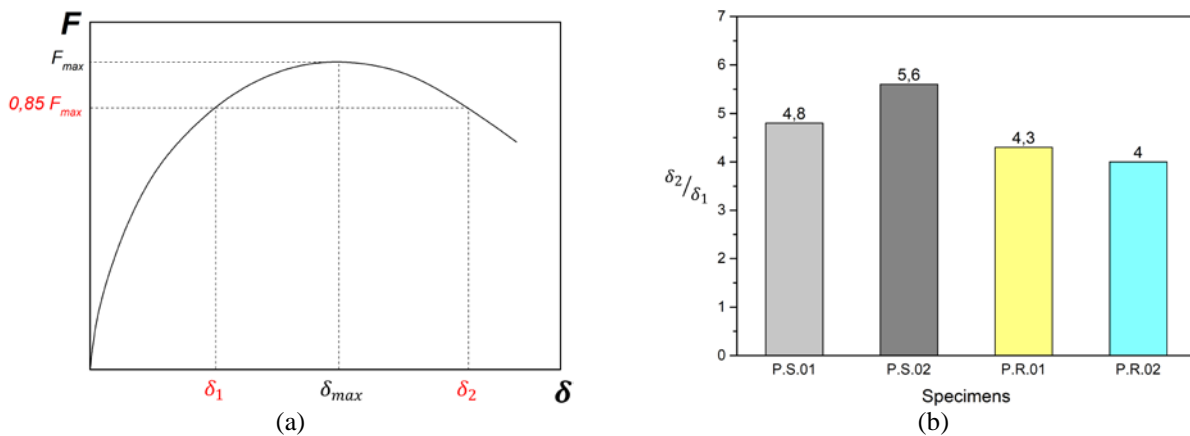 F
F_max
0,85 F_max
δ₁
δ_max
δ₂
δ
(a)
7
6
5
4
3
2
1
0
δ₂/δ₁
4,8
5,6
4,3
4
P.S.01
P.S.02
P.R.01
P.R.02
Specimens
(b)